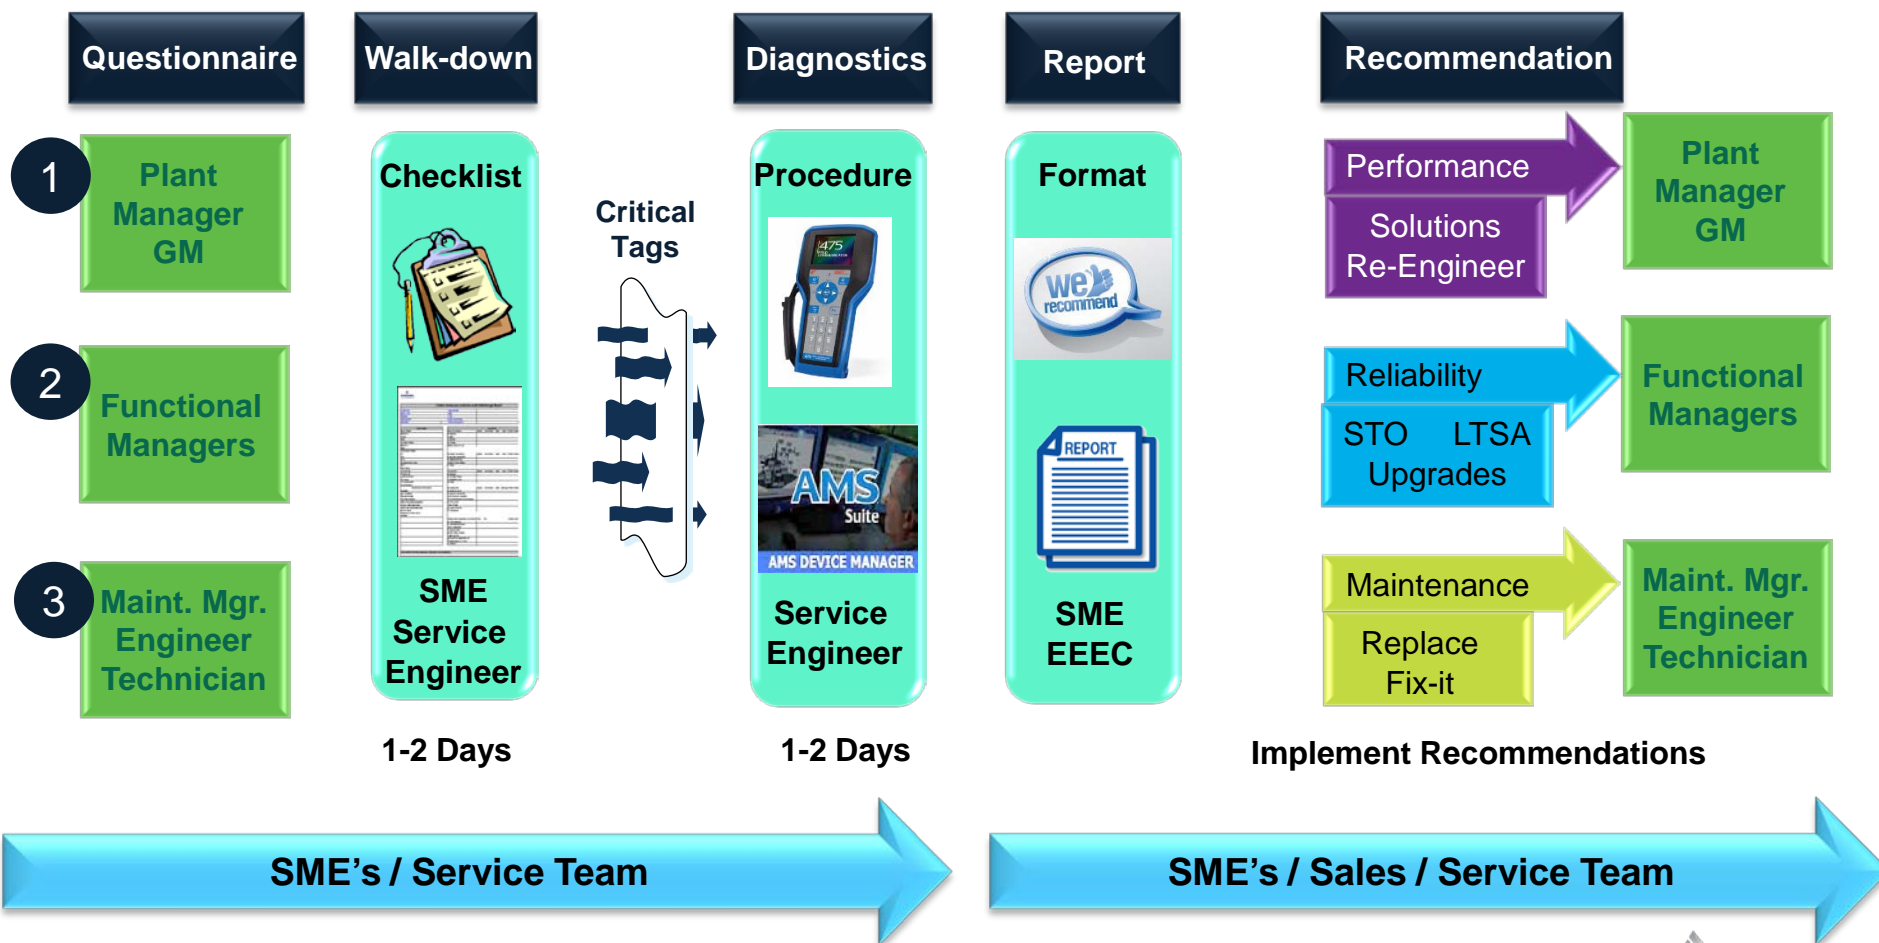 Questionnaire
Walk-down
Diagnostics
Report
Recommendation
1
Plant
Manager
GM
2
Functional
Managers
3
Maint. Mgr.
Engineer
Technician
Checklist
SME
Service
Engineer
1-2 Days
Critical
Tags
Procedure
475
AMS
Suite
AMS DEVICE MANAGER
Service
Engineer
1-2 Days
Format
we
recommend
REPORT
SME
EEEC
Performance
Solutions
Re-Engineer
Plant
Manager
GM
Reliability
STO LTSA
Upgrades
Functional
Managers
Maintenance
Replace
Fix-it
Maint. Mgr.
Engineer
Technician
Implement Recommendations
SME's / Service Team
SME's / Sales / Service Team